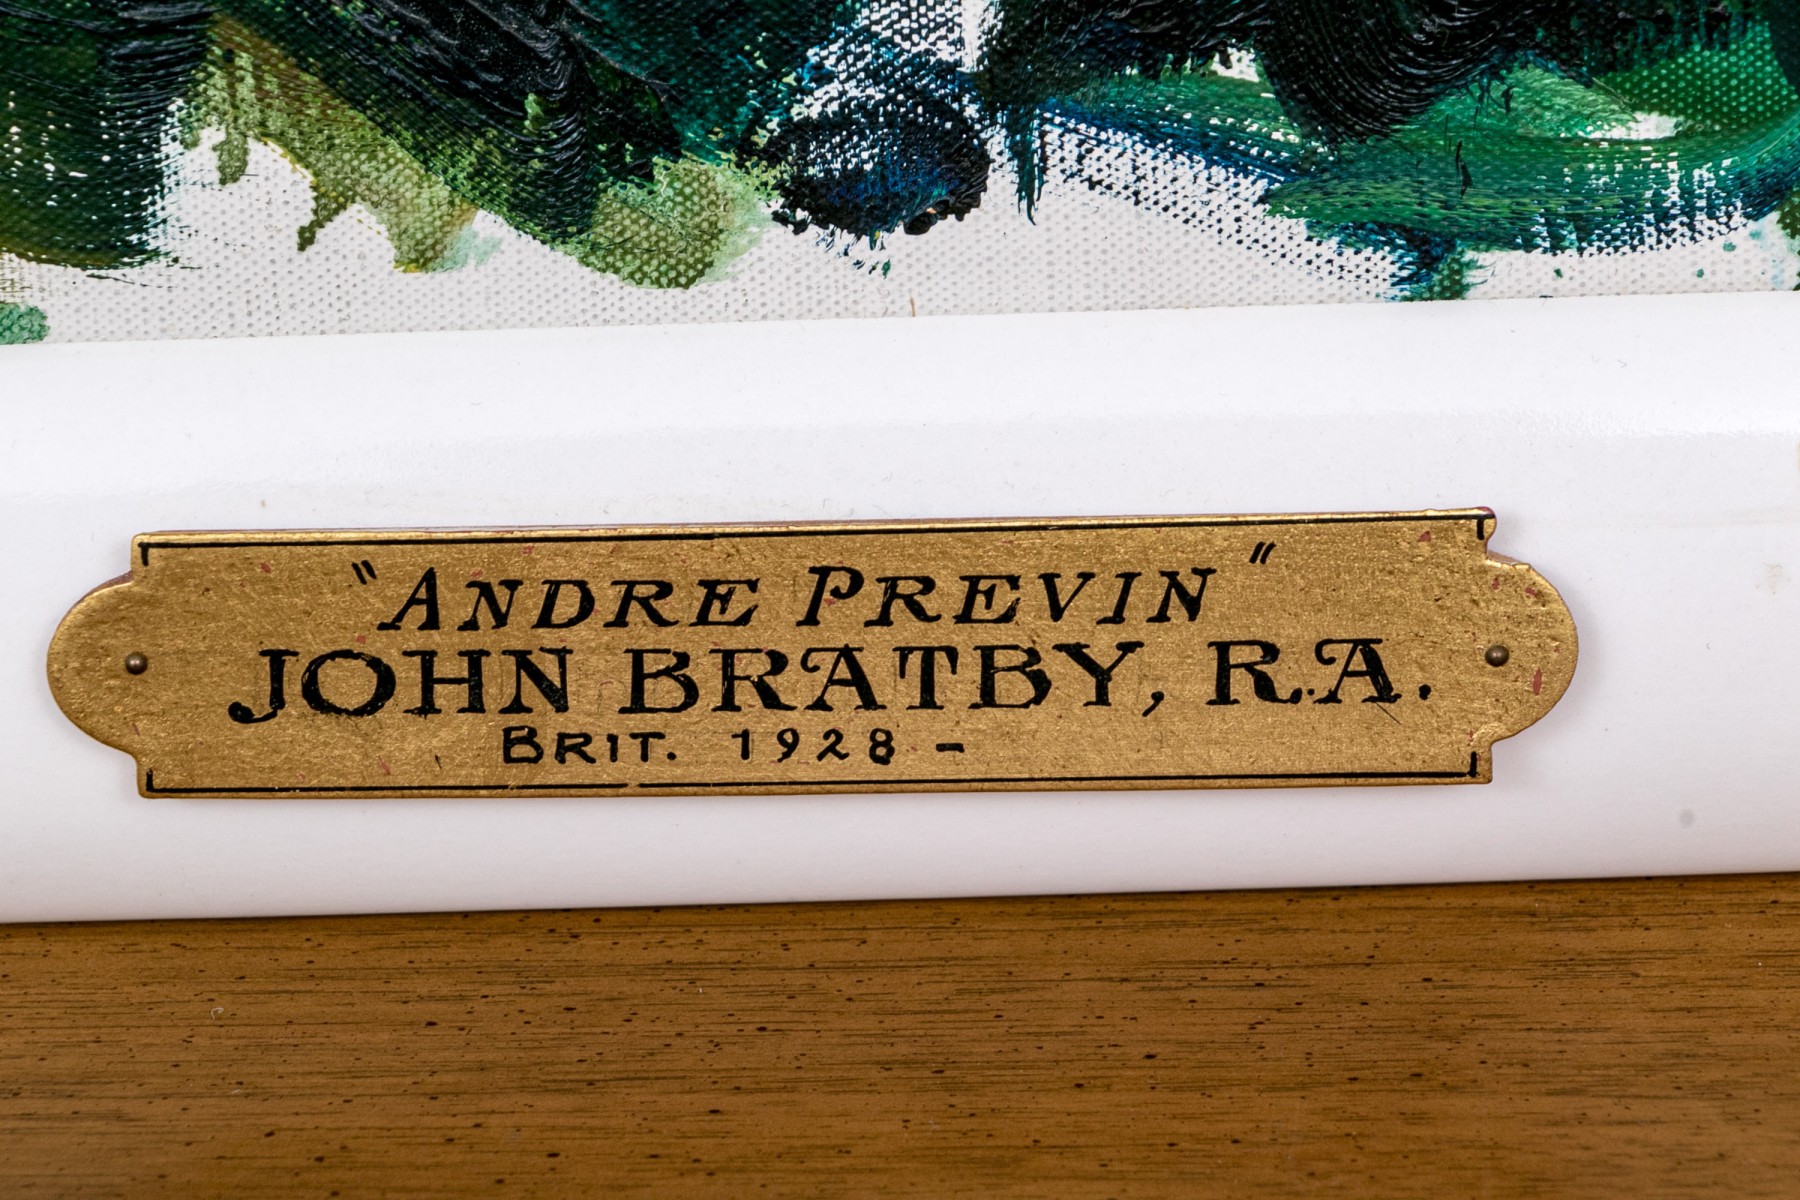 "ANDRE PREVIN"
JOHN BRATBY, R.A.
BRIT. 1928 -